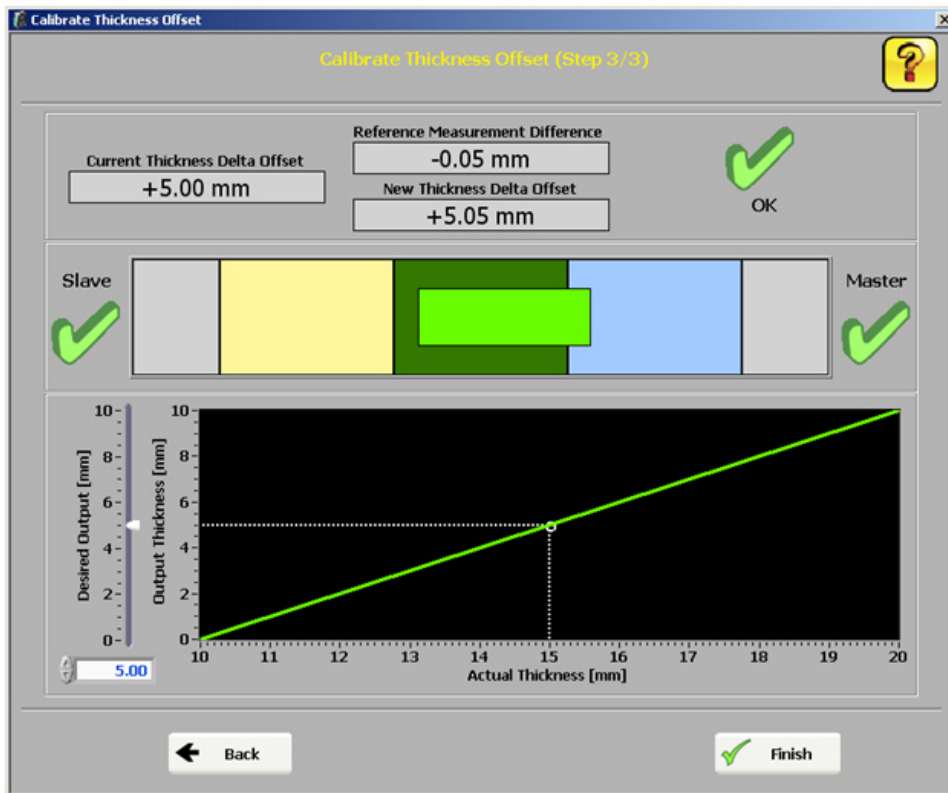 Calibrate Thickness Offset
Calibrate Thickness Offset (Step 3/3)
Reference Measurement Difference
-0.05 mm
Current Thickness Delta Offset
+5.00 mm
New Thickness Delta Offset
+5.05 mm
OK
Slave
Master
Desired Output [mm]
10
8
6
4
2
0
5.00
Output Thickness [mm]
10
8
6
4
2
0
10 11 12 13 14 15 16 17 18 19 20
Actual Thickness [mm]
Back
Finish